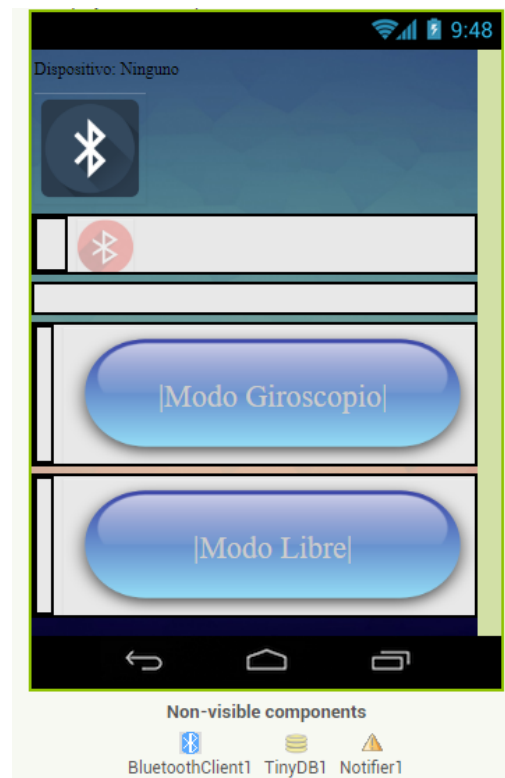 9:48
Dispositivo: Ninguno
|Modo Giroscopio|
|Modo Libre|
Non-visible components
BluetoothClient1 TinyDB1 Notifier1